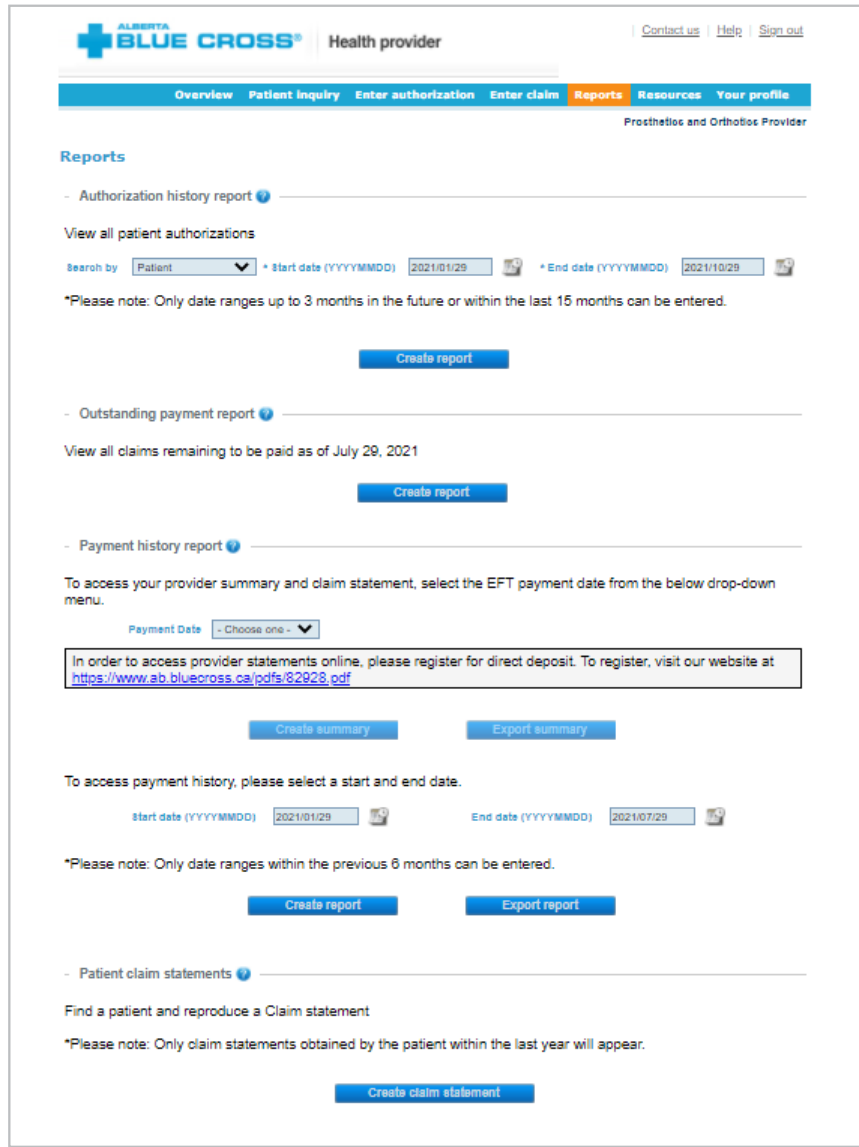 ALBERTA
BLUE CROSS® Health provider
| Contact us | Help | Sign out
Overview Patient inquiry Enter authorization Enter claim Reports Resources Your profile
Prosthetics and Orthotics Provider
Reports
- Authorization history report ?
View all patient authorizations
Search by Patient * Start date (YYYYMMDD) 2021/01/29 * End date (YYYYMMDD) 2021/10/29
*Please note: Only date ranges up to 3 months in the future or within the last 15 months can be entered.
Create report
- Outstanding payment report ?
View all claims remaining to be paid as of July 29, 2021
Create report
- Payment history report ?
To access your provider summary and claim statement, select the EFT payment date from the below drop-down
menu.
Payment Date - Choose one -
In order to access provider statements online, please register for direct deposit. To register, visit our website at
https://www.ab.bluecross.ca/pdfs/82928.pdf
Create summary Export summary
To access payment history, please select a start and end date.
Start date (YYYYMMDD) 2021/01/29 End date (YYYYMMDD) 2021/07/29
*Please note: Only date ranges within the previous 6 months can be entered.
Create report Export report
- Patient claim statements ?
Find a patient and reproduce a Claim statement
*Please note: Only claim statements obtained by the patient within the last year will appear.
Create claim statement